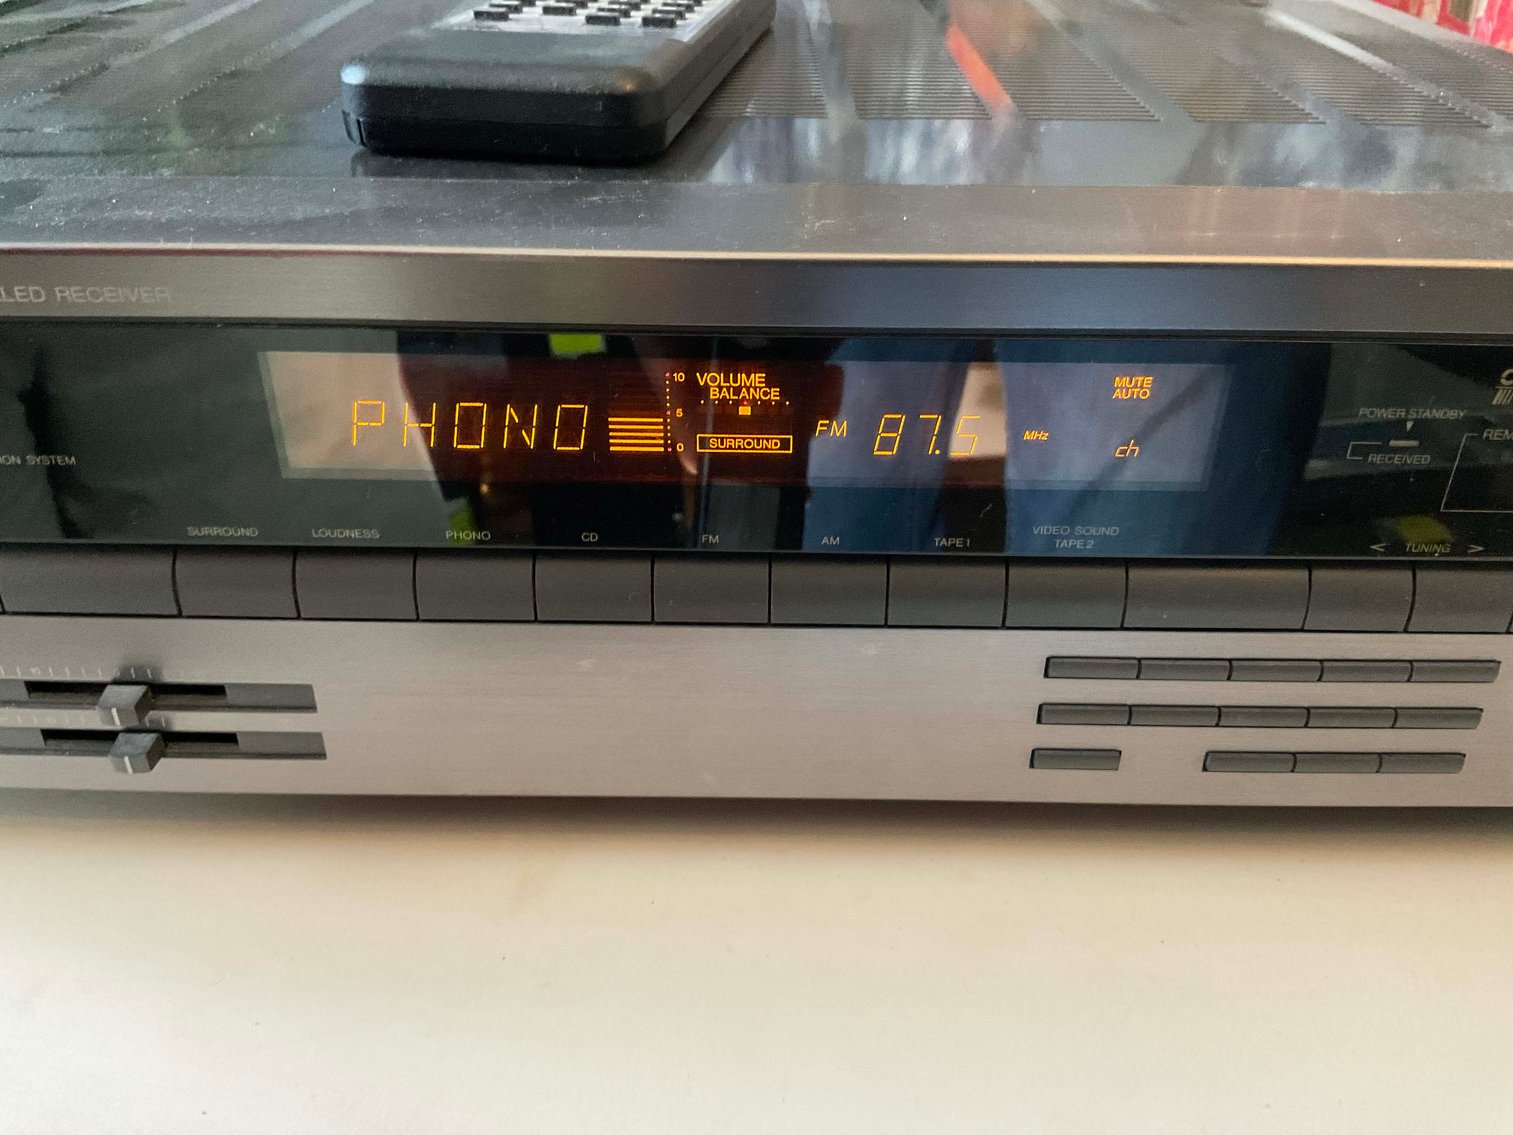 LED RECEIVER
PHONO
10
5
0
VOLUME
BALANCE
SURROUND
FM 87.5 MHz
MUTE
AUTO
ch
POWER STANDBY
RECEIVED
REM
ON SYSTEM
SURROUND
LOUDNESS
PHONO
CD
FM
AM
TAPE 1
VIDEO SOUND
TAPE 2
< TUNING >